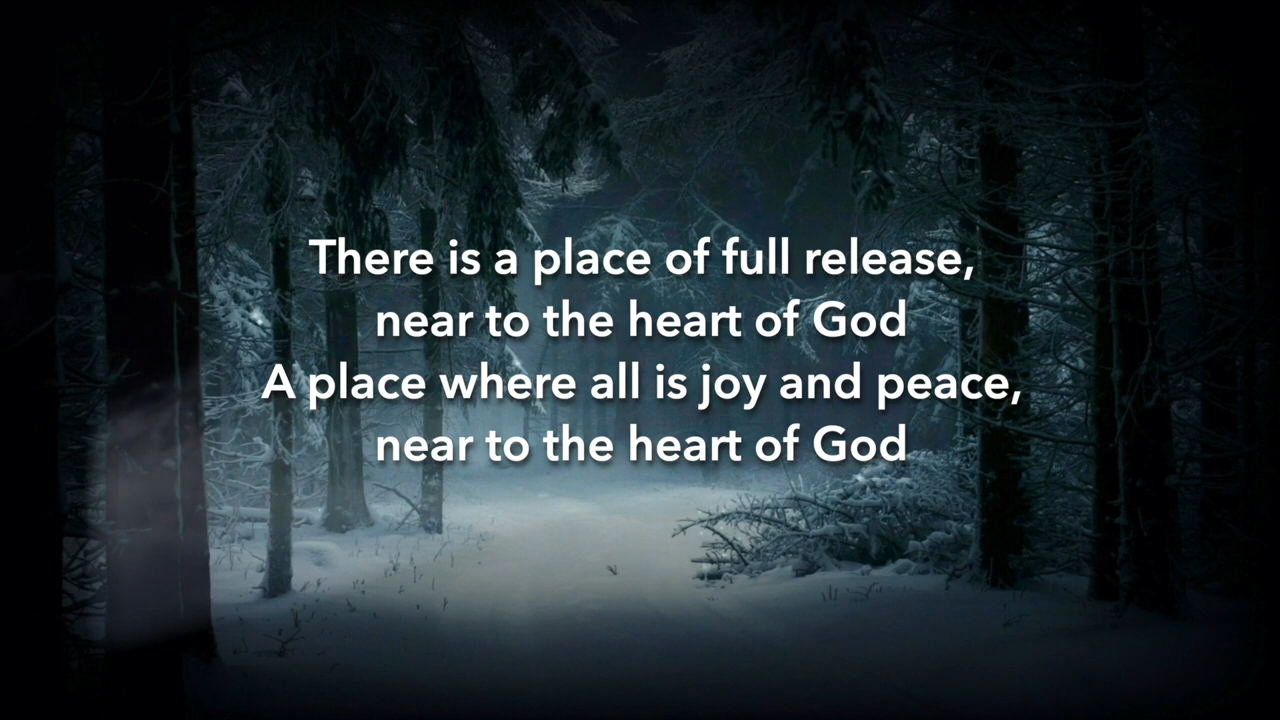 There is a place of full release,
near to the heart of God
A place where all is joy and peace,
near to the heart of God